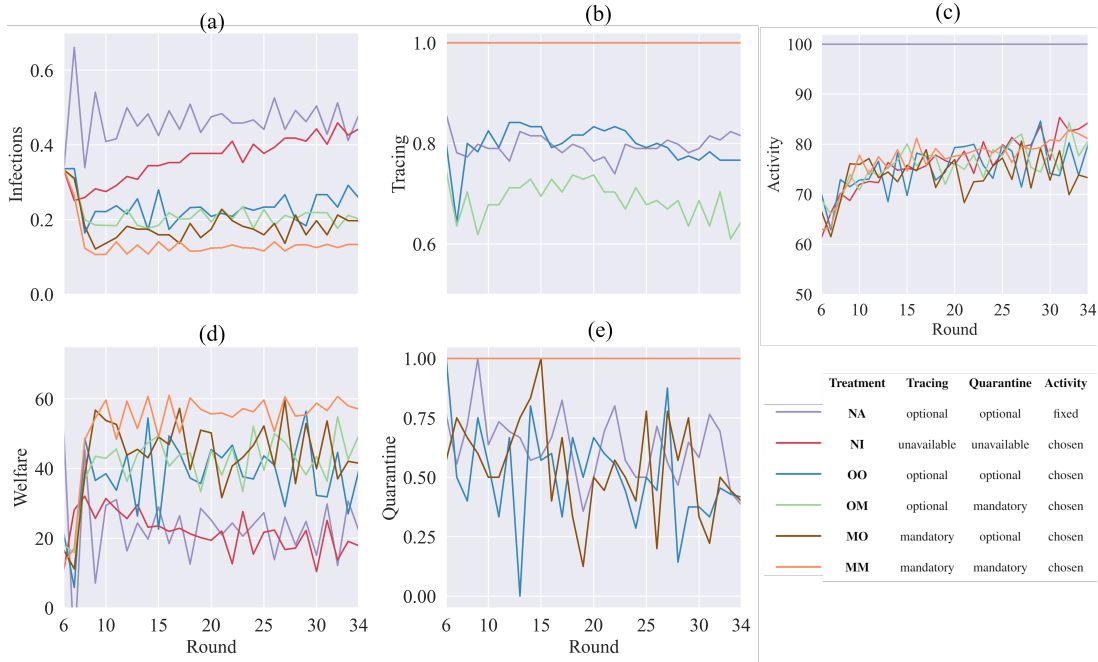 (a)
(b)
(c)
0.6
0.4
0.2
0.0
Infections
1.0
0.8
0.6
Tracing
100
90
80
70
60
50
Activity
6 10 15 20 25 30 34
Round
(d)
(e)
60
40
20
0
Welfare
6 10 15 20 25 30 34
Round
1.00
0.75
0.50
0.25
0.00
Quarantine
6 10 15 20 25 30 34
Round
Treatment Tracing Quarantine Activity
NA optional optional fixed
NI unavailable unavailable chosen
OO optional optional chosen
OM optional mandatory chosen
MO mandatory optional chosen
MM mandatory mandatory chosen